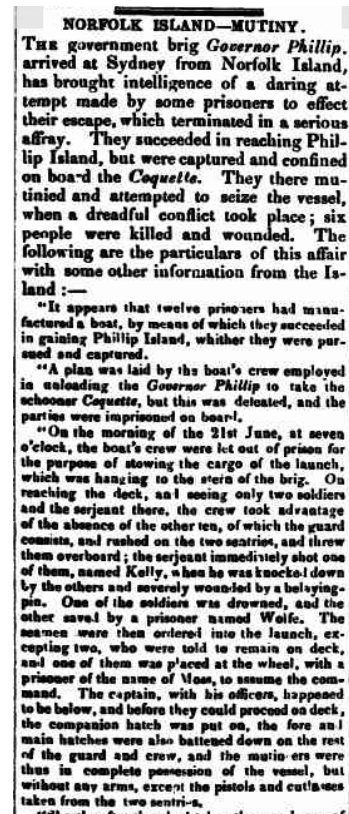 NORFOLK ISLAND—MUTINY.
THE government brig Governor Phillip,
arrived at Sydney from Norfolk Island,
has brought intelligence of a daring at-
tempt made by some prisoners to effect
their escape, which terminated in a serious
affray. They succeeded in reaching Phil-
lip Island, but were captured and confined
on board the Coquette. They there mu-
tinied and attempted to seize the vessel,
when a dreadful conflict took place; six
people were killed and wounded. The
following are the particulars of this affair
with some other information from the Is-
land :—
"It appears that twelve prisoners had manu-
factured a boat, by means of which they succeeded
in gaining Phillip Island, whither they were pur-
sued and captured.
"A plan was laid by the boat's crew employed
in unloading the Governor Phillip to take the
schooner Coquette, but this was defeated, and the
parties were imprisoned on board.
"On the morning of the 21st June, at seven
o'clock, the boat's crew were let out of prison for
the purpose of stowing the cargo of the launch,
which was hanging to the stern of the brig. On
reaching the deck, and seeing only two soldiers
and the serjeant there, the crew took advantage
of the absence of the other ten, of which the guard
consists, and rushed on the two sentries, and threw
them overboard; the serjeant immediately shot one
of them, named Kelly, when he was knocked down
by the others and severely wounded by a belaying-
pin. One of the soldiers was drowned, and the
other saved by a prisoner named Wolfe. The
seamen were then ordered into the launch, ex-
cepting two, who were told to remain on deck,
and one of them was placed at the wheel, with a
prisoner of the name of Moss, to assume the com-
mand. The captain, with his officers, happened
to be below, and before they could proceed on deck,
the companion hatch was put on, the fore and
main hatches were also battened down on the rest
of the guard and crew, and the mutineers were
thus in complete possession of the vessel, but
without any arms, except the pistols and cutlasses
taken from the two sentries.